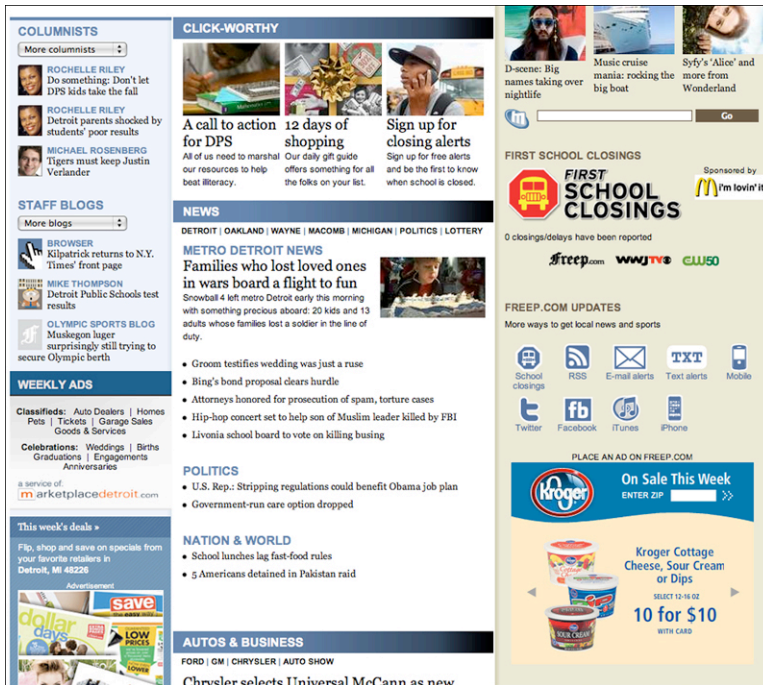 COLUMNISTS
More columnists
ROCHELLE RILEY
Do something: Don't let
DPS kids take the fall
ROCHELLE RILEY
Detroit parents shocked by
students' poor results
MICHAEL ROSENBERG
Tigers must keep Justin
Verlander
STAFF BLOGS
More blogs
BROWSER
Kilpatrick returns to N.Y.
Times' front page
MIKE THOMPSON
Detroit Public Schools test
results
OLYMPIC SPORTS BLOG
Muskegon luger
surprisingly still trying to
secure Olympic berth
WEEKLY ADS
Classifieds: Auto Dealers | Homes
Pets | Tickets | Garage Sales
Goods & Services
Celebrations: Weddings | Births
Graduations | Engagements
Anniversaries
a service of:
marketplacedetroit.com
This week's deals »
Flip, shop and save on specials from
your favorite retailers in
Detroit, MI 48226
Advertisement
dollar
days
save
the easy way
LOW
PRICES
LOWER
CLICK-WORTHY
A call to action
for DPS
All of us need to marshal
our resources to help
beat illiteracy.
12 days of
shopping
Our daily gift guide
offers something for all
the folks on your list.
Sign up for
closing alerts
Sign up for free alerts
and be the first to know
when school is closed.
NEWS
DETROIT | OAKLAND | WAYNE | MACOMB | MICHIGAN | POLITICS | LOTTERY
METRO DETROIT NEWS
Families who lost loved ones
in wars board a flight to fun
Snowball 4 left metro Detroit early this morning
with something precious aboard: 20 kids and 13
adults whose families lost a soldier in the line of
duty.
• Groom testifies wedding was just a ruse
• Bing's bond proposal clears hurdle
• Attorneys honored for prosecution of spam, torture cases
• Hip-hop concert set to help son of Muslim leader killed by FBI
• Livonia school board to vote on killing busing
POLITICS
• U.S. Rep.: Stripping regulations could benefit Obama job plan
• Government-run care option dropped
NATION & WORLD
• School lunches lag fast-food rules
• 5 Americans detained in Pakistan raid
AUTOS & BUSINESS
FORD | GM | CHRYSLER | AUTO SHOW
Chrysler selects Universal McCann as new
D-scene: Big
names taking over
nightlife
Music cruise
mania: rocking the
big boat
Syfy's 'Alice' and
more from
Wonderland
m
Go
FIRST SCHOOL CLOSINGS
Sponsored by
i'm lovin' it
FIRST
SCHOOL
CLOSINGS
0 closings/delays have been reported
Freep.com WWJTV CW50
FREEP.COM UPDATES
More ways to get local news and sports
School
closings
RSS
E-mail alerts
TXT
Text alerts
Mobile
Twitter
fb
Facebook
iTunes
iPhone
PLACE AN AD ON FREEP.COM
Kroger
On Sale This Week
ENTER ZIP
Kroger Cottage
Cheese, Sour Cream
or Dips
SELECT 12-16 OZ
10 for $10
WITH CARD
SOUR CREAM